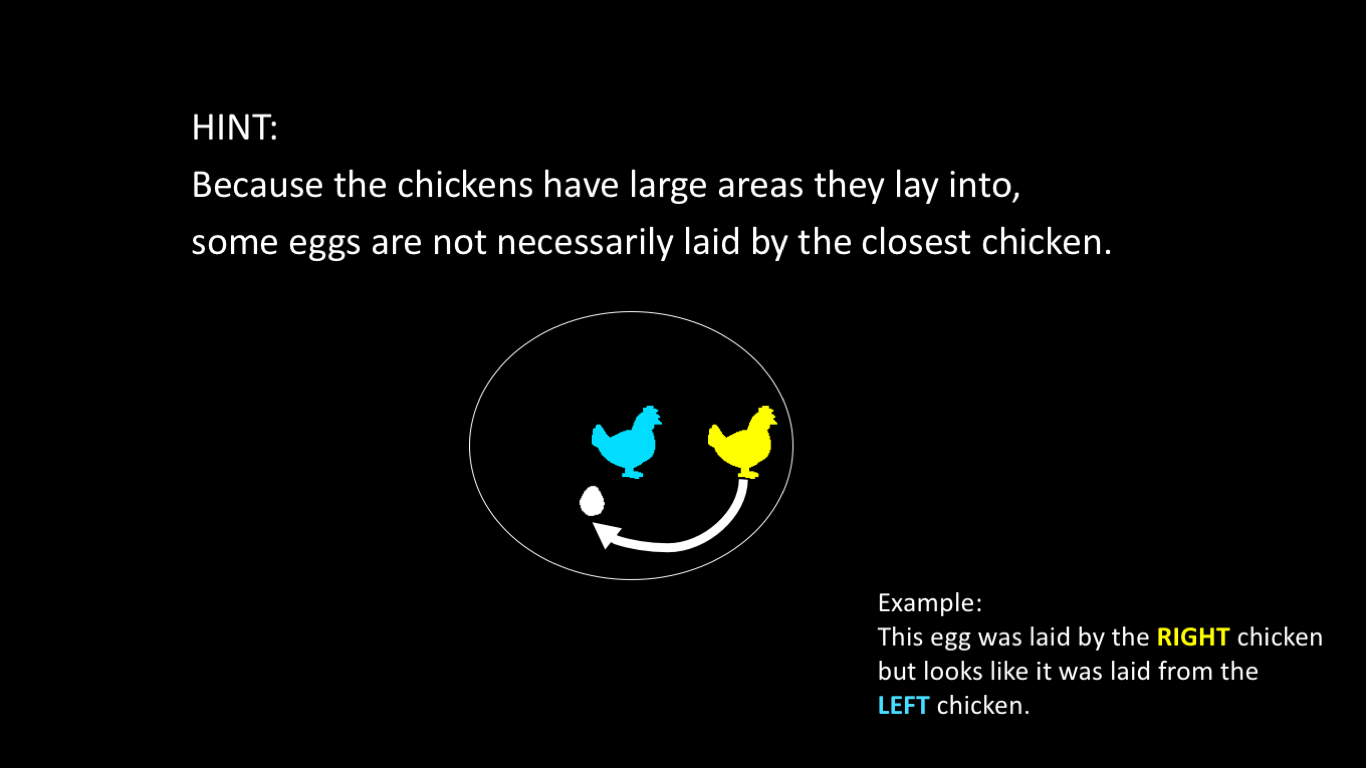 HINT:
Because the chickens have large areas they lay into,
some eggs are not necessarily laid by the closest chicken.
Example:
This egg was laid by the RIGHT chicken
but looks like it was laid from the
LEFT chicken.